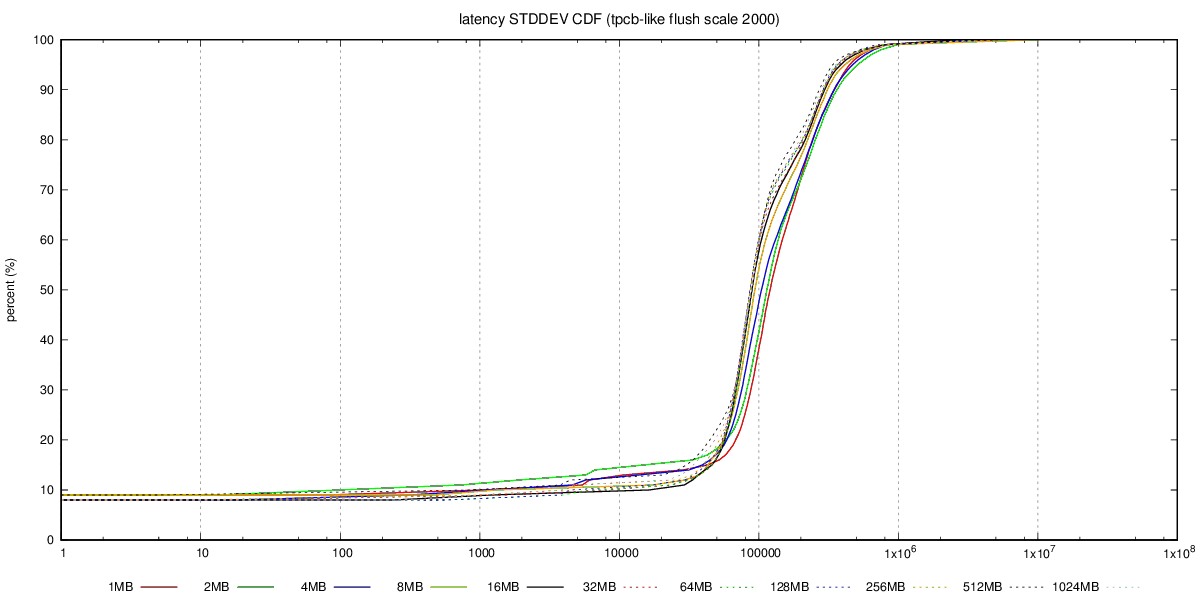 latency STDDEV CDF (tpcb-like flush scale 2000)
percent (%)
100
90
80
70
60
50
40
30
20
10
0
1 10 100 1000 10000 100000 1x10^6 1x10^7 1x10^8
1MB 2MB 4MB 8MB 16MB 32MB 64MB 128MB 256MB 512MB 1024MB